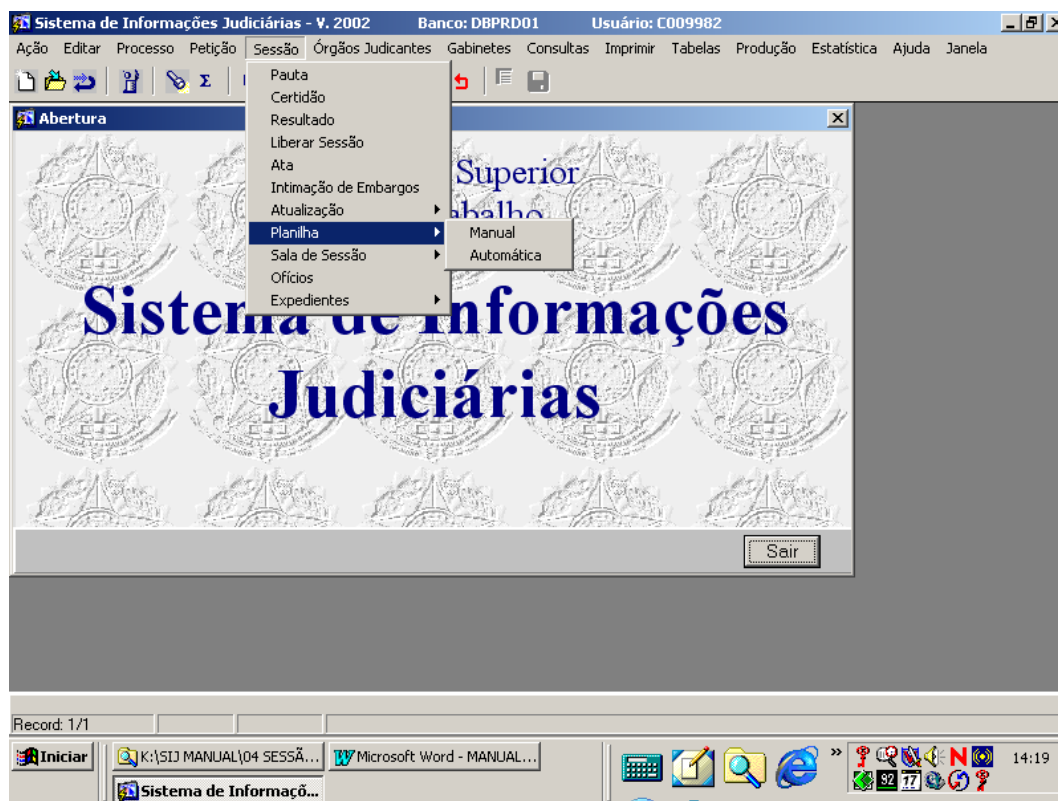 Sistema de Informações Judiciárias - V. 2002 Banco: DBPRD01 Usuário: C009982
Ação Editar Processo Petição Sessão Órgãos Judicantes Gabinetes Consultas Imprimir Tabelas Produção Estatística Ajuda Janela
Σ
Abertura
Pauta
Certidão
Resultado
Liberar Sessão
Ata
Intimação de Embargos
Atualização
Planilha
Sala de Sessão
Ofícios
Expedientes
Manual
Automática
Superior
Sistema de Informações
Judiciárias
Sair
Record: 1/1
Iniciar
K:\SIJ MANUAL\04 SESSÃ...
Microsoft Word - MANUAL...
Sistema de Informaçõ...
»
92
17
14:19